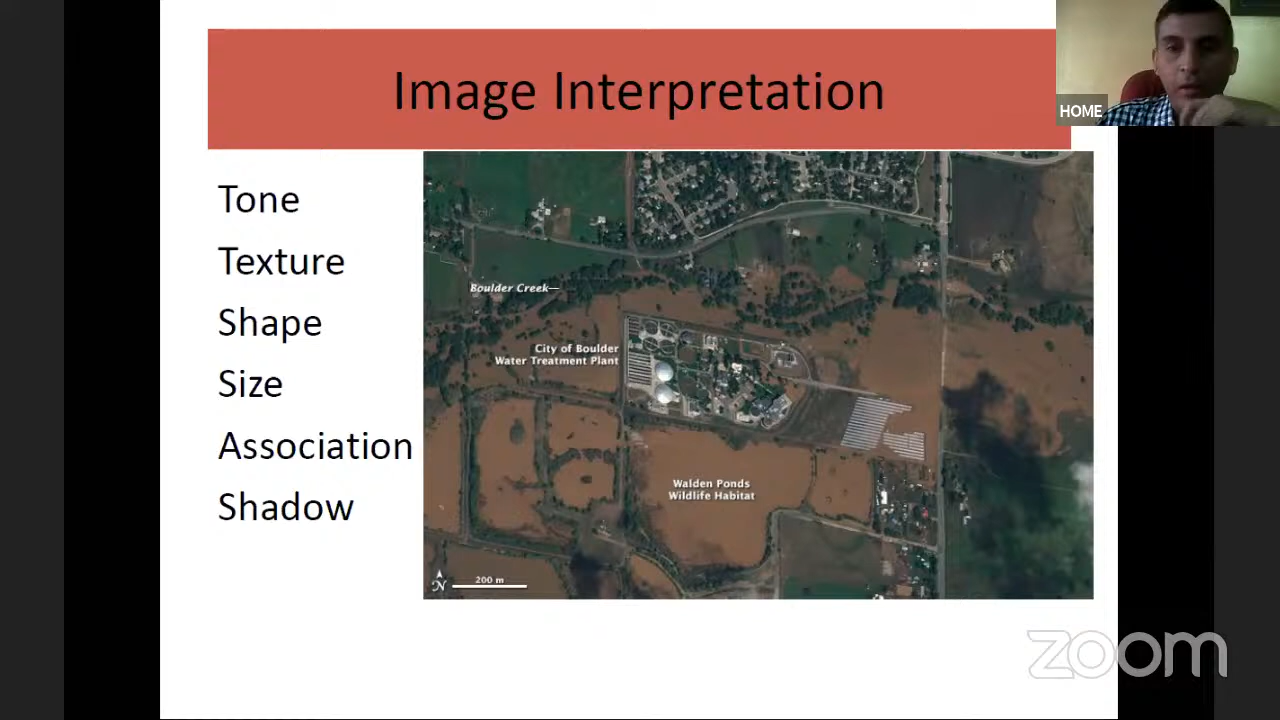 Image Interpretation
HOME
Tone
Texture
Shape
Size
Association
Shadow
Boulder Creek
City of Boulder
Water Treatment Plant
Walden Ponds
Wildlife Habitat
N
200 m
zoom